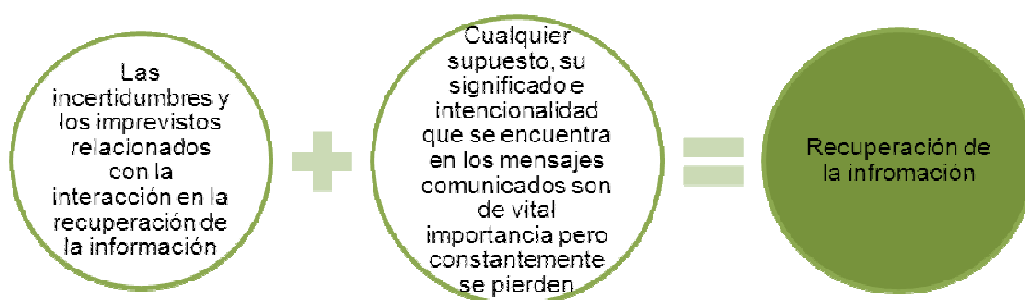 Las
incertidumbres y
los imprevistos
relacionados
con la
interacción en la
recuperación de
la información
Cualquier
supuesto, su
significado e
intencionalidad
que se encuentra
en los mensajes
comunicados son
de vital
importancia pero
constantemente
se pierden
Recuperación de
la infromación